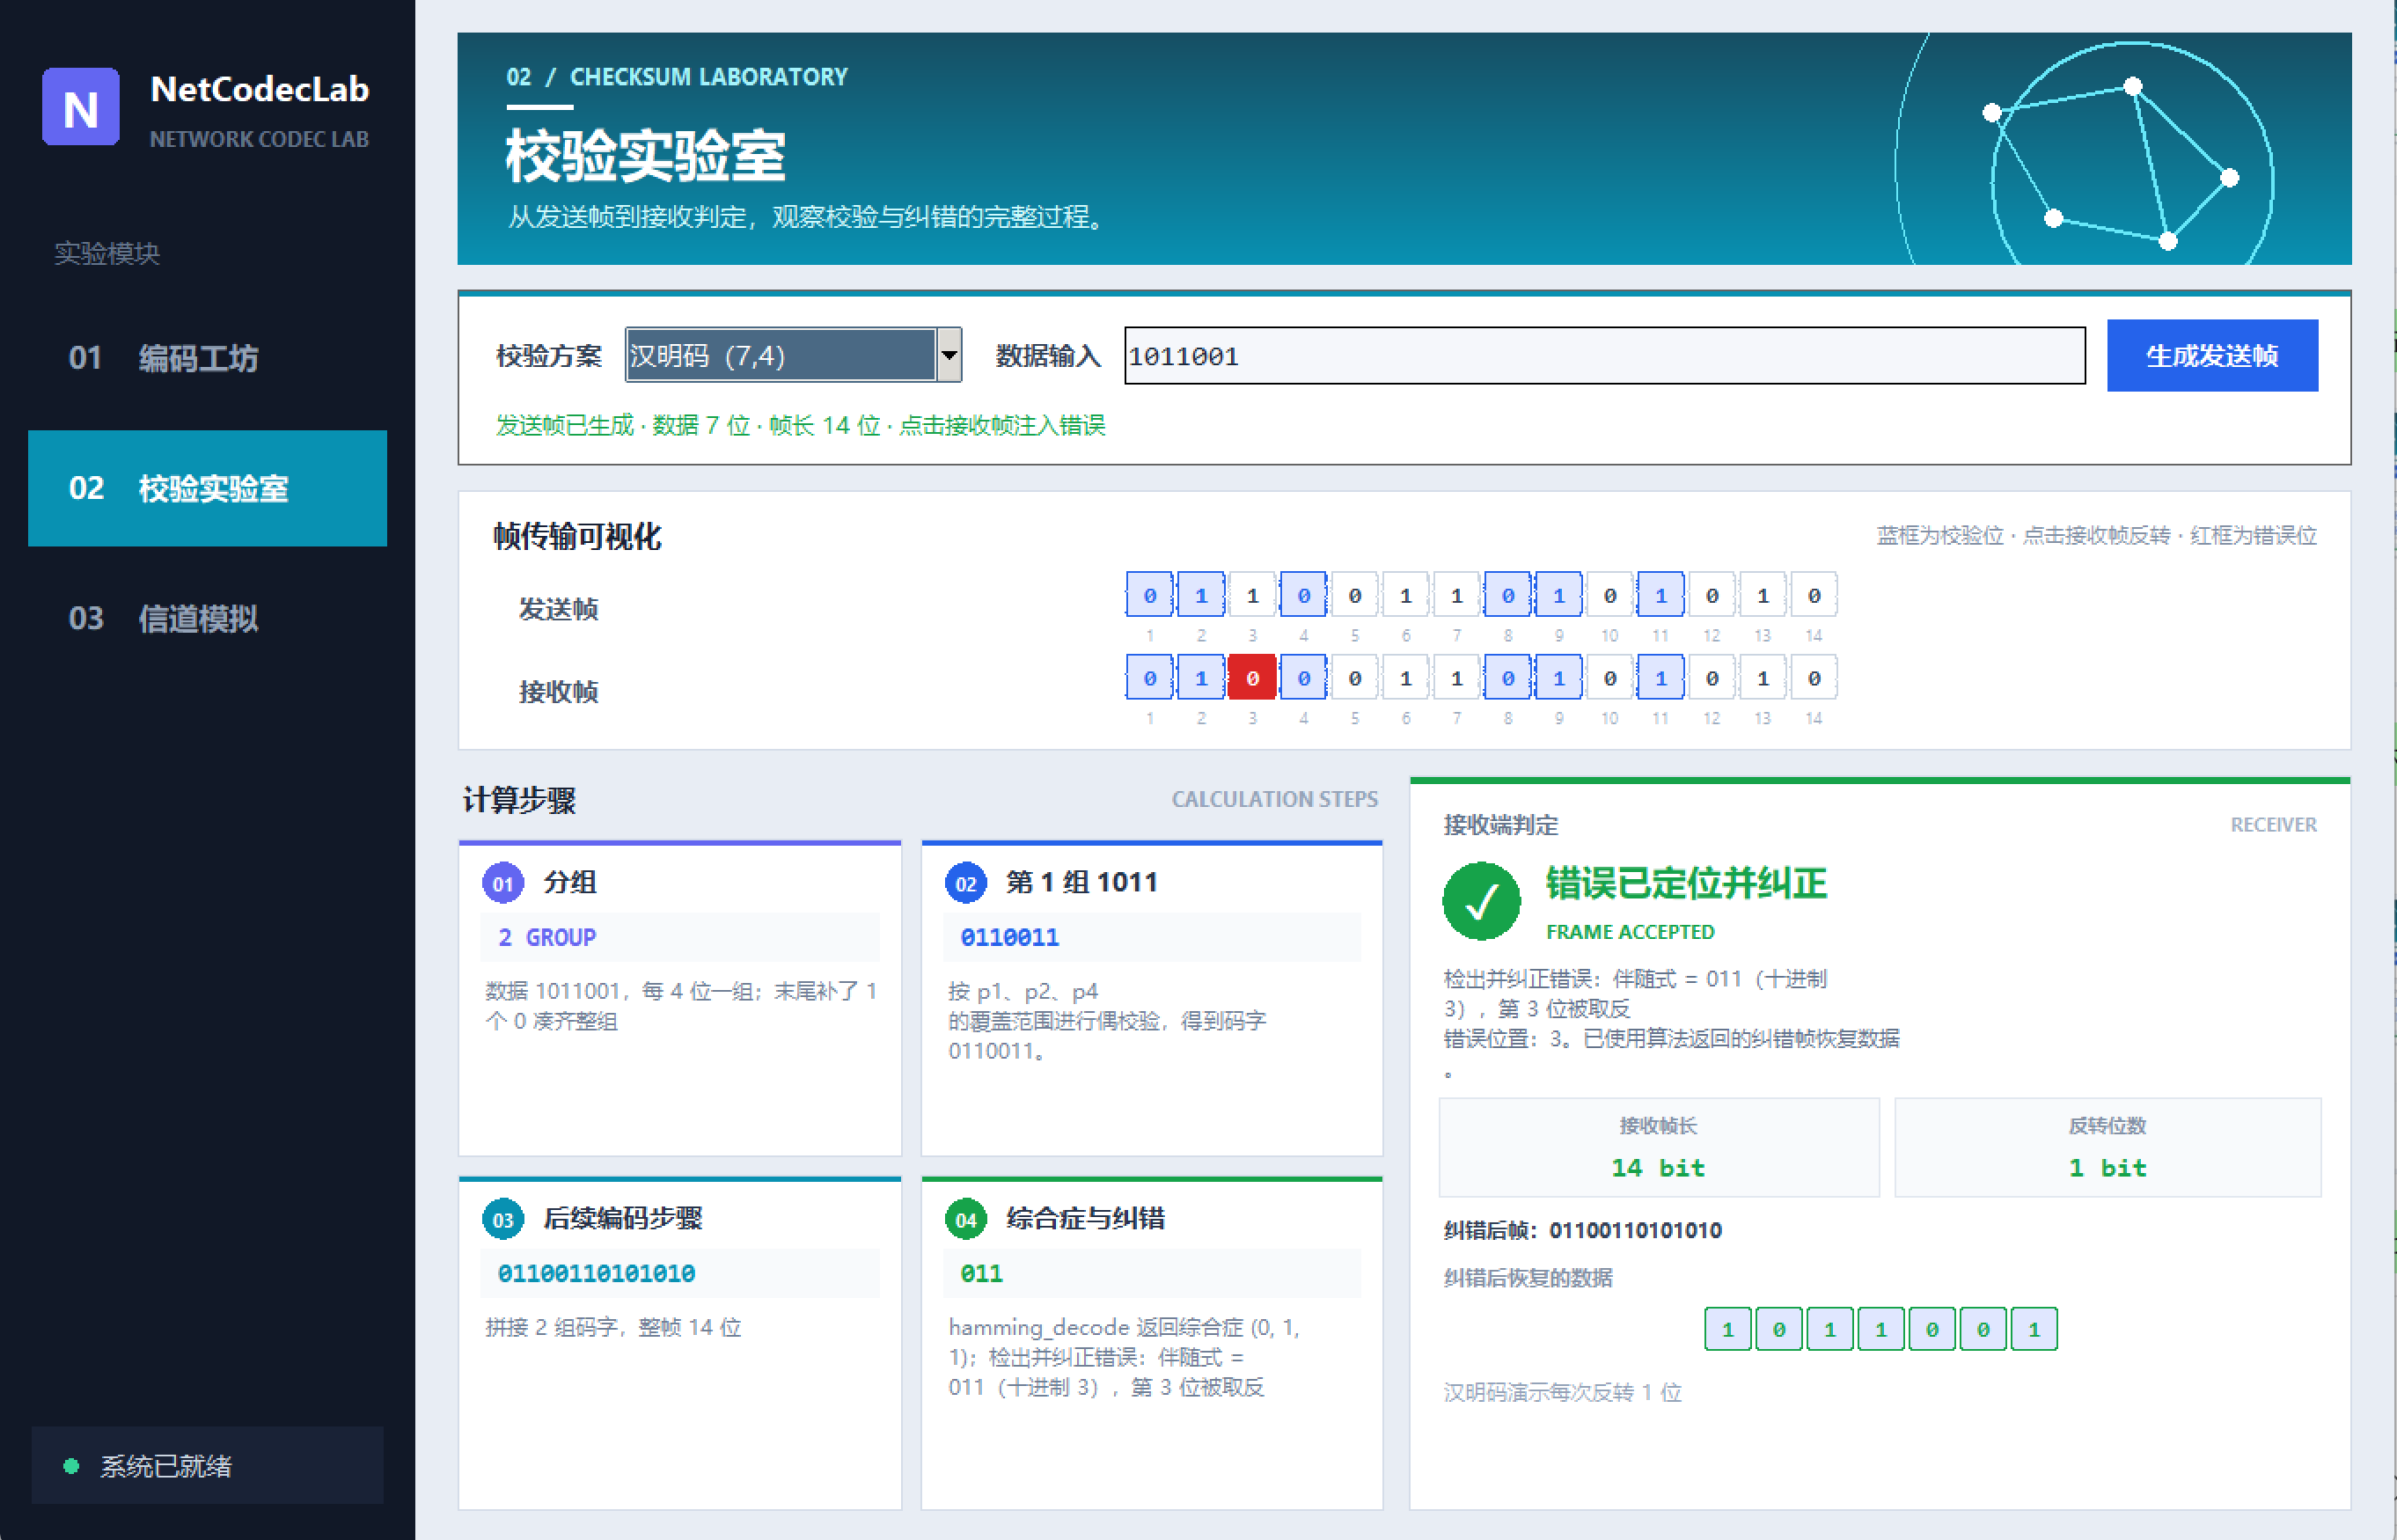 N
NetCodecLab
NETWORK CODEC LAB
实验模块
01 编码工坊
02 校验实验室
03 信道模拟
系统已就绪
02 / CHECKSUM LABORATORY
校验实验室
从发送帧到接收判定，观察校验与纠错的完整过程。
校验方案 汉明码 (7,4) 数据输入 1011001 生成发送帧
发送帧已生成 · 数据 7 位 · 帧长 14 位 · 点击接收帧注入错误
帧传输可视化 蓝框为校验位 · 点击接收帧反转 · 红框为错误位
发送帧 0 1 1 0 0 1 1 0 1 0 1 0 1 0
1 2 3 4 5 6 7 8 9 10 11 12 13 14
接收帧 0 1 0 0 0 1 1 0 1 0 1 0 1 0
1 2 3 4 5 6 7 8 9 10 11 12 13 14
计算步骤 CALCULATION STEPS
01 分组
2 GROUP
数据 1011001，每 4 位一组；末尾补了 1
个 0 凑齐整组
02 第 1 组 1011
0110011
按 p1、p2、p4
的覆盖范围进行偶校验，得到码字
0110011。
03 后续编码步骤
01100110101010
拼接 2 组码字，整帧 14 位
04 综合症与纠错
011
hamming_decode 返回综合症 (0, 1,
1)；检出并纠正错误：伴随式 =
011（十进制 3），第 3 位被取反
接收端判定 RECEIVER
✓ 错误已定位并纠正
FRAME ACCEPTED
检出并纠正错误：伴随式 = 011（十进制
3），第 3 位被取反
错误位置：3。已使用算法返回的纠错帧恢复数据
。
接收帧长 反转位数
14 bit 1 bit
纠错后帧：01100110101010
纠错后恢复的数据
1 0 1 1 0 0 1
汉明码演示每次反转 1 位